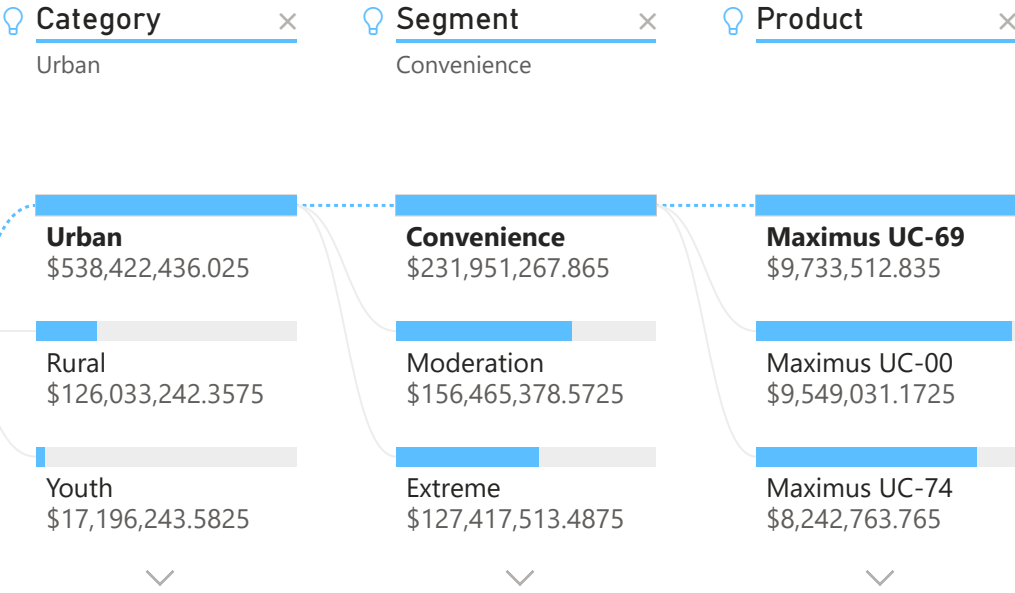 Category
Urban
Urban
$538,422,436.025
Rural
$126,033,242.3575
Youth
$17,196,243.5825
Segment
Convenience
Convenience
$231,951,267.865
Moderation
$156,465,378.5725
Extreme
$127,417,513.4875
Product
Maximus UC-69
$9,733,512.835
Maximus UC-00
$9,549,031.1725
Maximus UC-74
$8,242,763.765